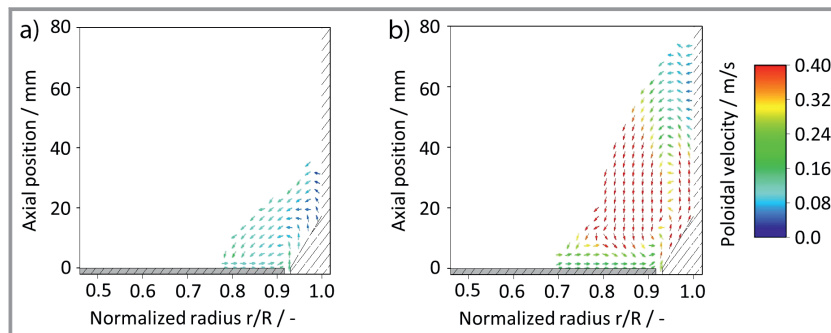 a)
80
60
40
20
0
Axial position / mm
0.5 0.6 0.7 0.8 0.9 1.0
Normalized radius r/R / -
b)
80
60
40
20
0
Axial position / mm
0.5 0.6 0.7 0.8 0.9 1.0
Normalized radius r/R / -
Poloidal velocity / m/s
0.40
0.32
0.24
0.16
0.08
0.0